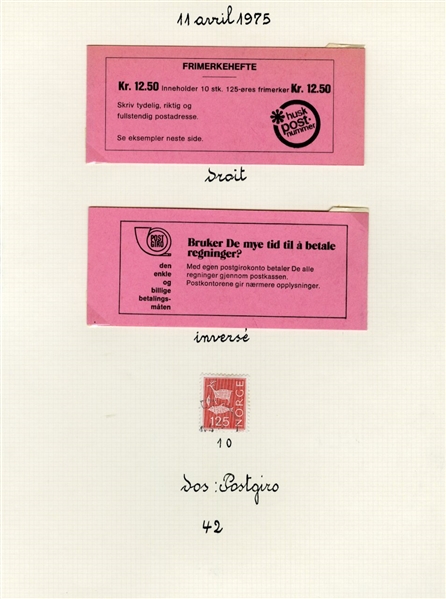 11 avril 1975
FRIMERKEHEFTE
Kr. 12.50 Inneholder 10 stk. 125-øres frimerker Kr. 12.50
Skriv tydelig, riktig og
fullstendig postadresse.
Se eksempler neste side.
husk
post-
nummer
droit
POST
GIRO
den
enkle
og
billige
betalings-
måten
Bruker De mye tid til å betale
regninger?
Med egen postgirokonto betaler De alle
regninger gjennom postkassen.
Postkontorene gir nærmere opplysninger.
inversé
125
NORGE
10
dos : Postgiro
42